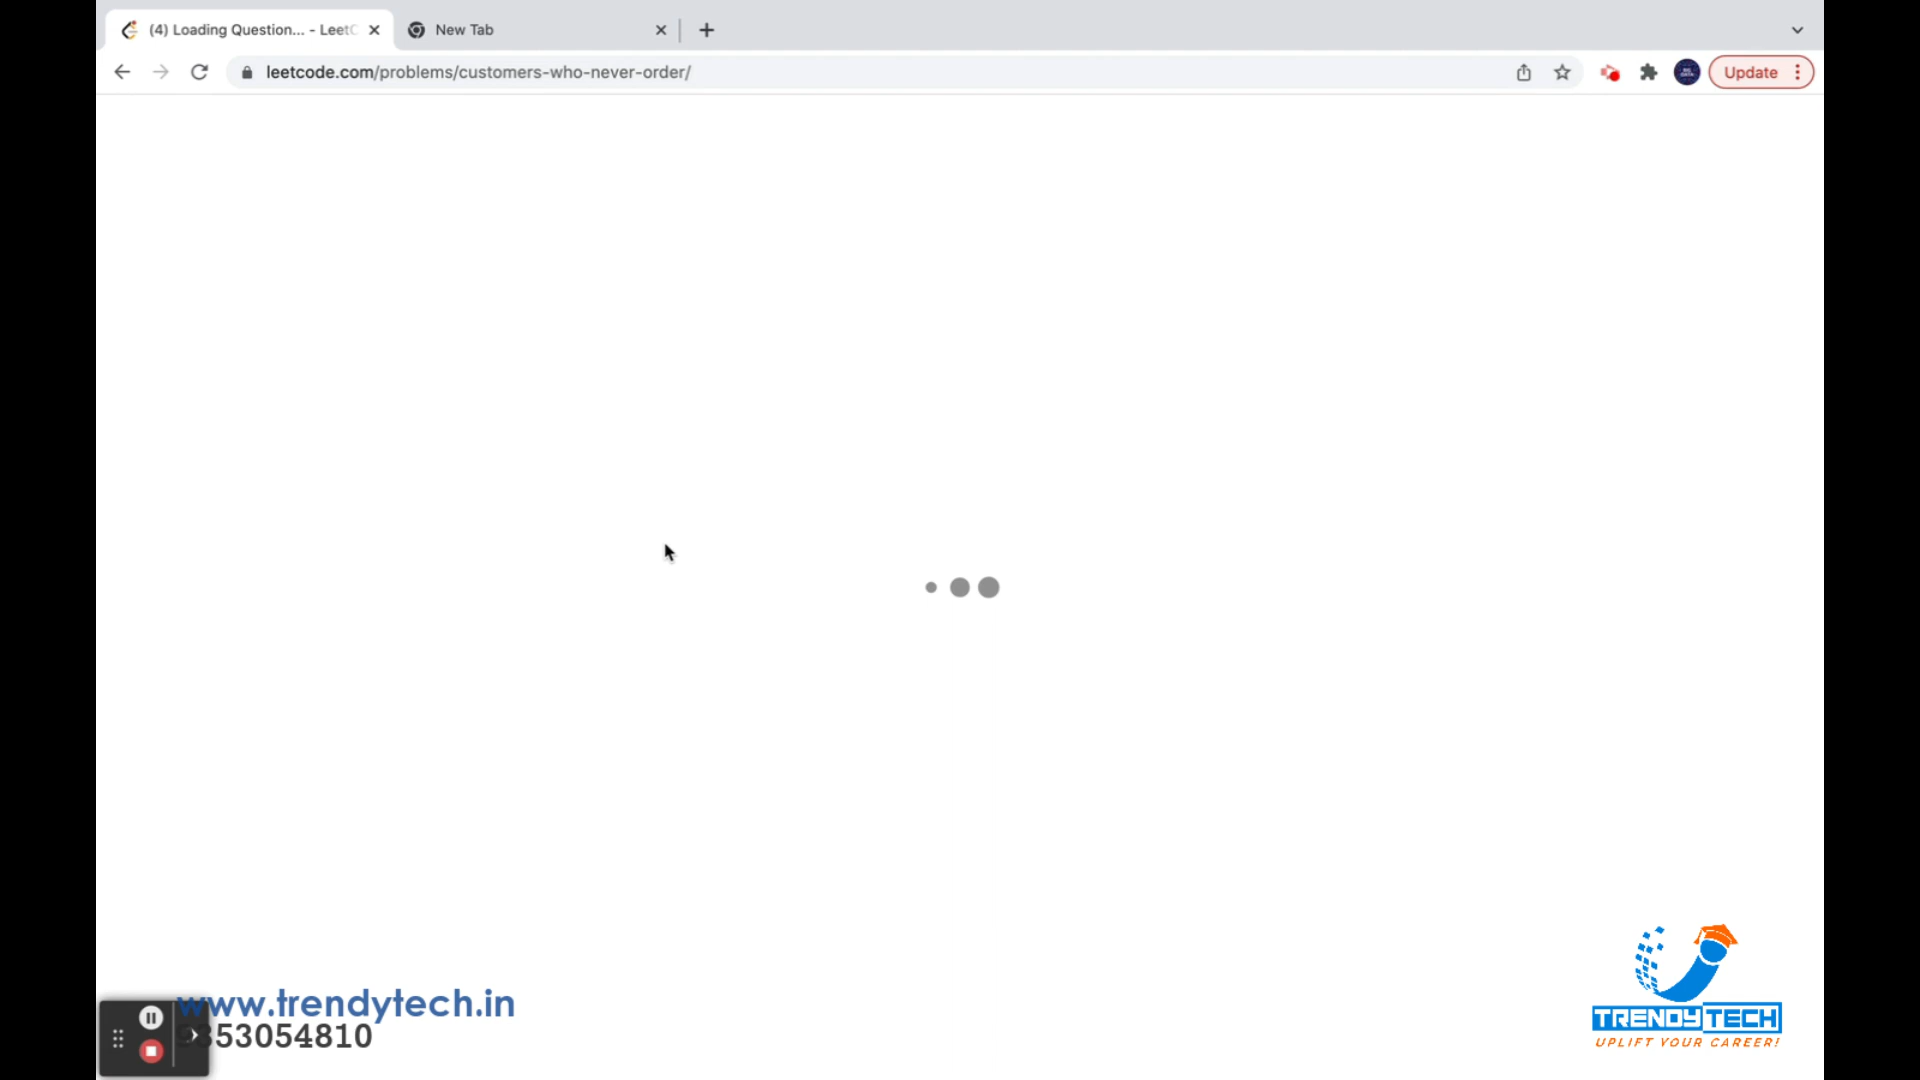 (4) Loading Question... - LeetC
New Tab
leetcode.com/problems/customers-who-never-order/
Update
www.trendytech.in
9353054810
TRENDYTECH
UPLIFT YOUR CAREER!